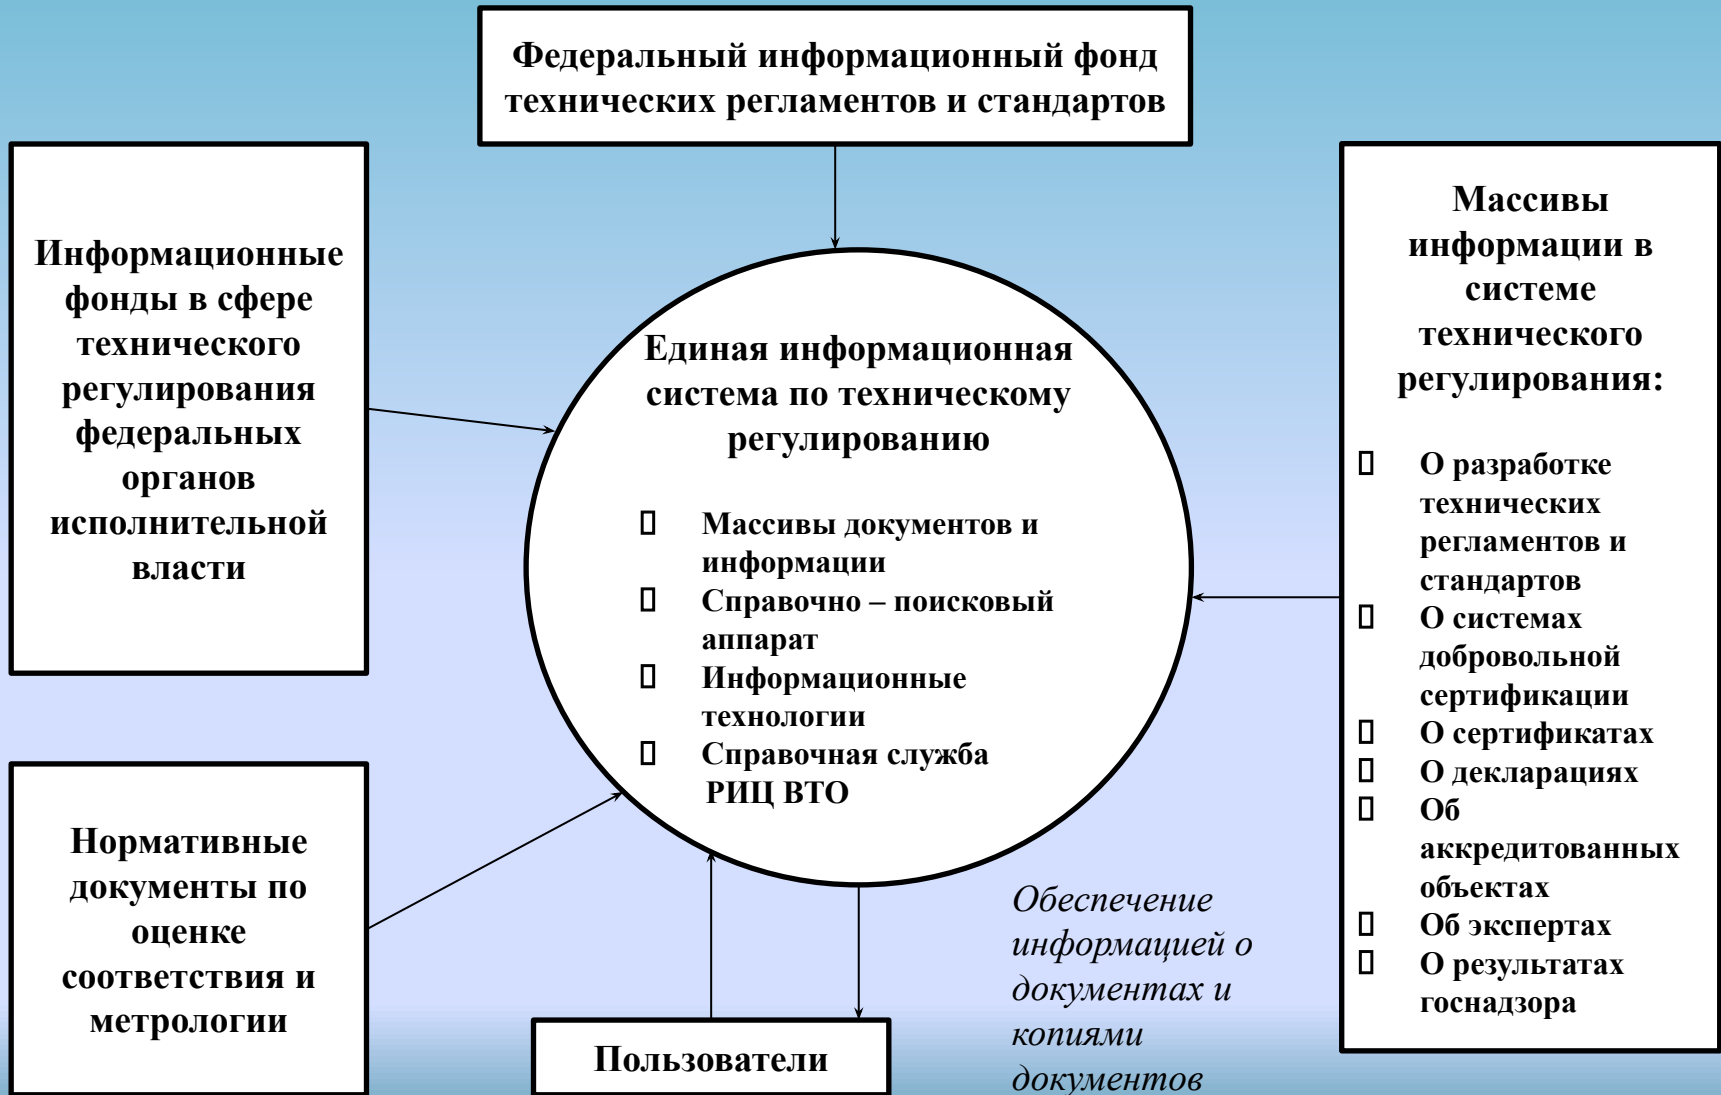 Федеральный информационный фонд
технических регламентов и стандартов
Информационные
фонды в сфере
технического
регулирования
федеральных
органов
исполнительной
власти
Единая информационная
система по техническому
регулированию
Массивы документов и
информации
Справочно – поисковый
аппарат
Информационные
технологии
Справочная служба
РИЦ ВТО
Массивы
информации в
системе
технического
регулирования:
О разработке
технических
регламентов и
стандартов
О системах
добровольной
сертификации
О сертификатах
О декларациях
Об
аккредитованных
объектах
Об экспертах
О результатах
госнадзора
Нормативные
документы по
оценке
соответствия и
метрологии
Пользователи
Обеспечение
информацией о
документах и
копиями
документов